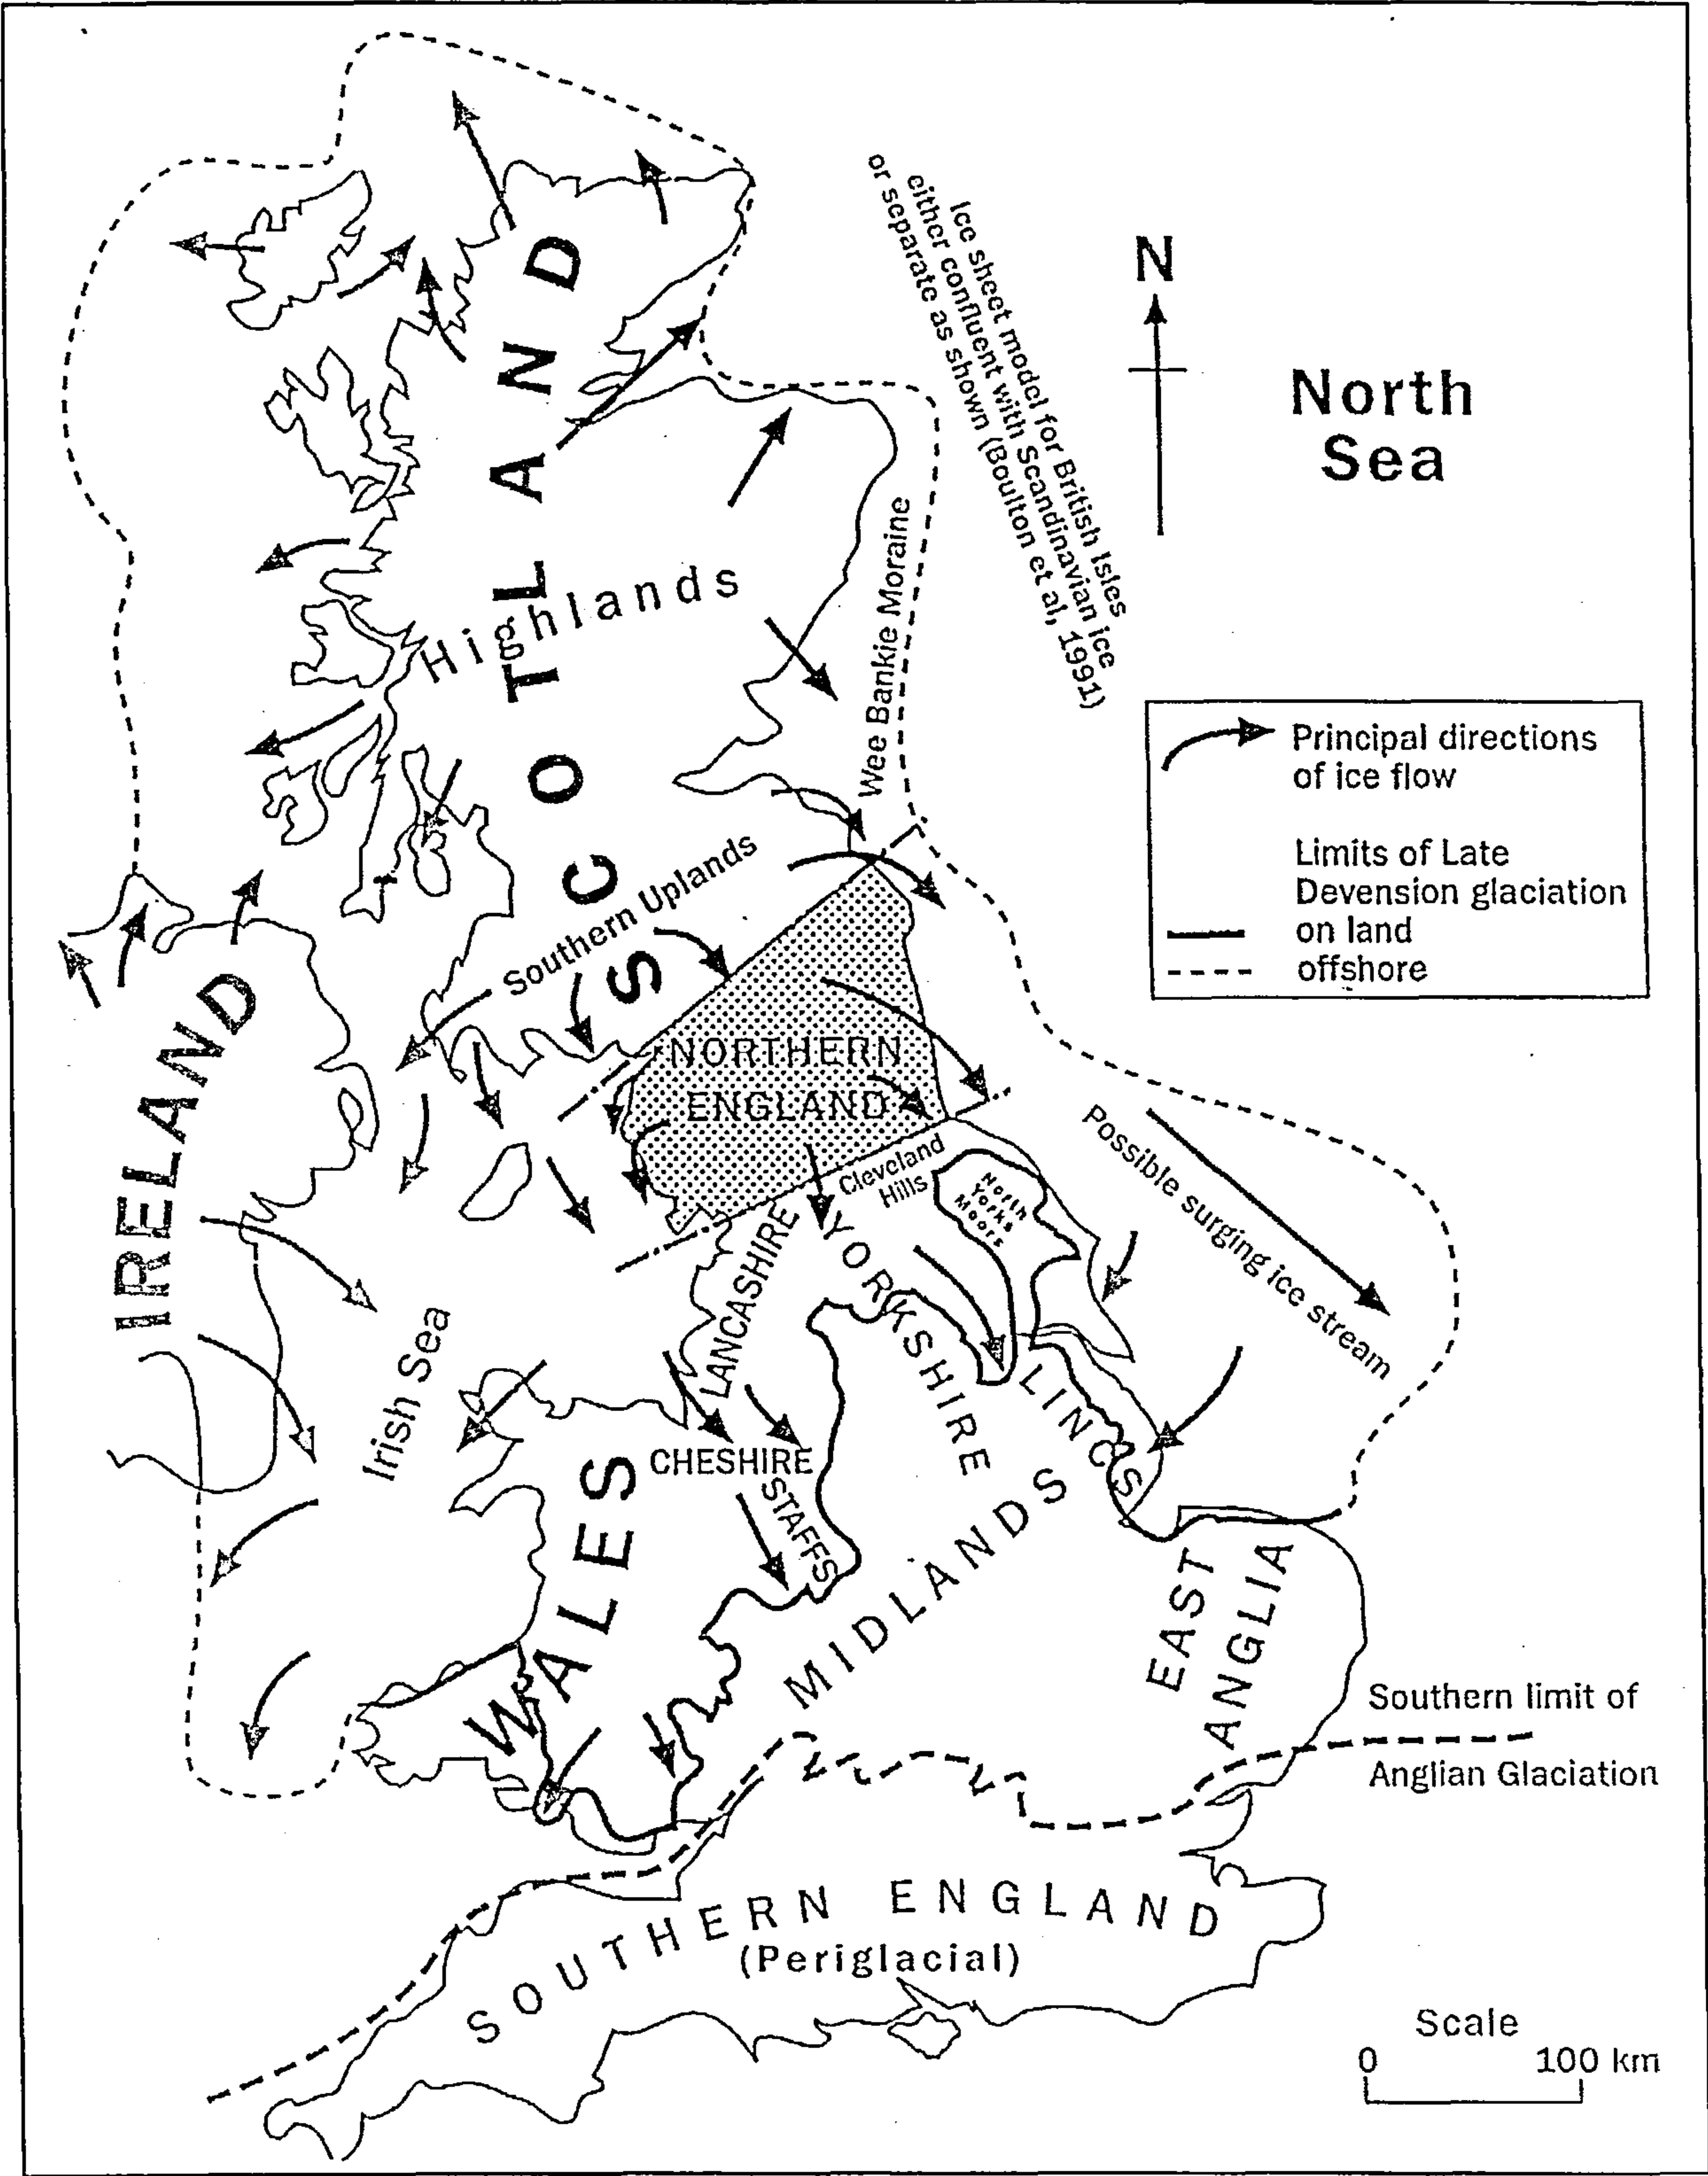 Ice sheet model for British Isles
either confluent with Scandinavian ice
or separate as shown (Boulton et al, 1991)
N
North
Sea
SCOTLAND
Highlands
Wee Bankie Moraine
Principal directions
of ice flow
Limits of Late
Devension glaciation
on land
offshore
Southern Uplands
IRELAND
NORTHERN
ENGLAND
Cleveland
Hills
North
Yorks
Moors
Possible surging ice stream
LANCASHIRE
YORKSHIRE
Irish Sea
LINCS
CHESHIRE
STAFFS
WALES
MIDLANDS
EAST
ANGLIA
Southern limit of
Anglian Glaciation
SOUTHERN ENGLAND
(Periglacial)
Scale
0 100 km